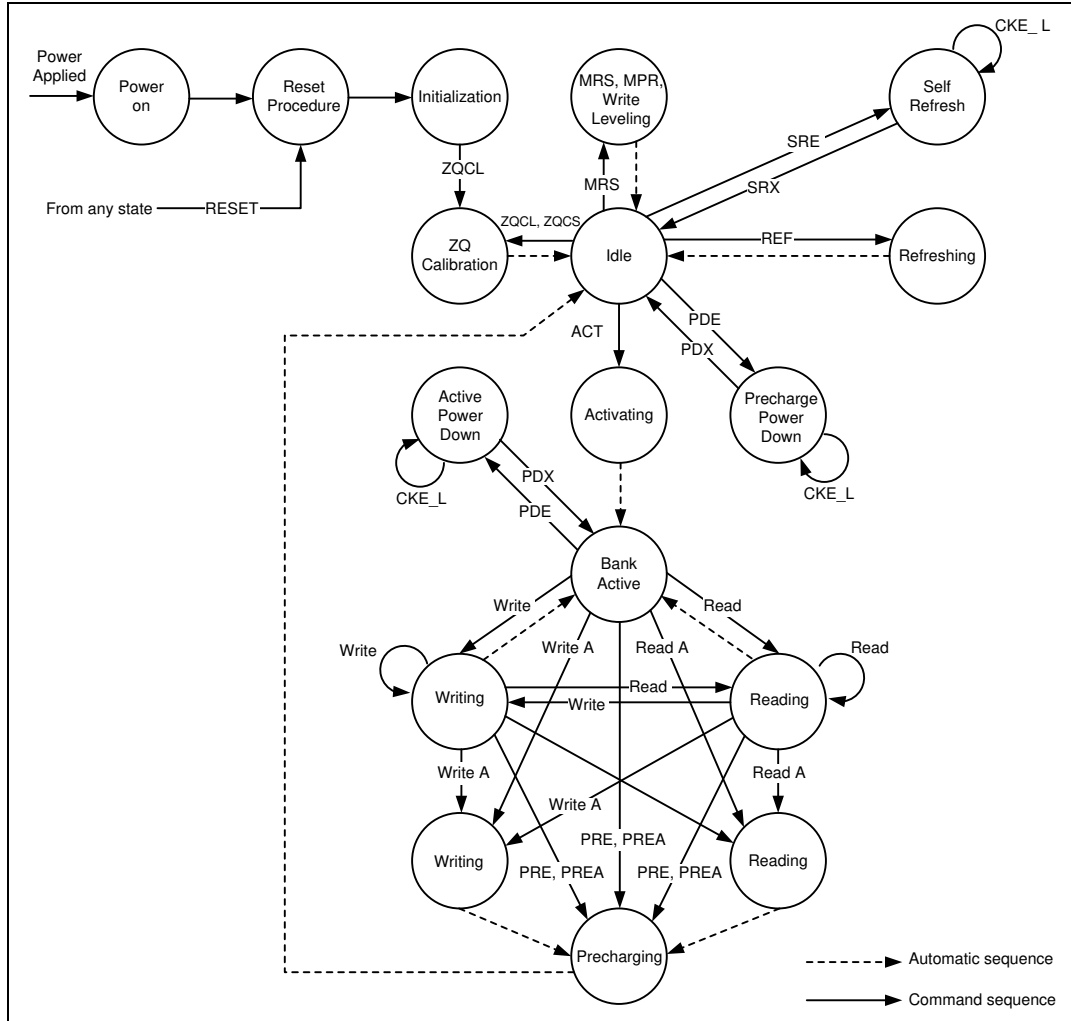 CKE_ L
Power
Applied
Power
on
Reset
Procedure
Initialization
MRS, MPR,
Write
Leveling
Self
Refresh
ZQCL
SRE
MRS
SRX
From any state
RESET
ZQCL, ZQCS
REF
ZQ
Calibration
Idle
Refreshing
PDE
ACT
PDX
Active
Power
Down
Activating
Precharge
Power
Down
PDX
CKE_L
CKE_L
PDE
Bank
Active
Write
Read
Write
Write A
Read A
Read
Writing
Read
Write
Reading
Write A
Read A
Write A
Writing
PRE, PREA
Reading
PRE, PREA
PRE, PREA
Precharging
Automatic sequence
Command sequence